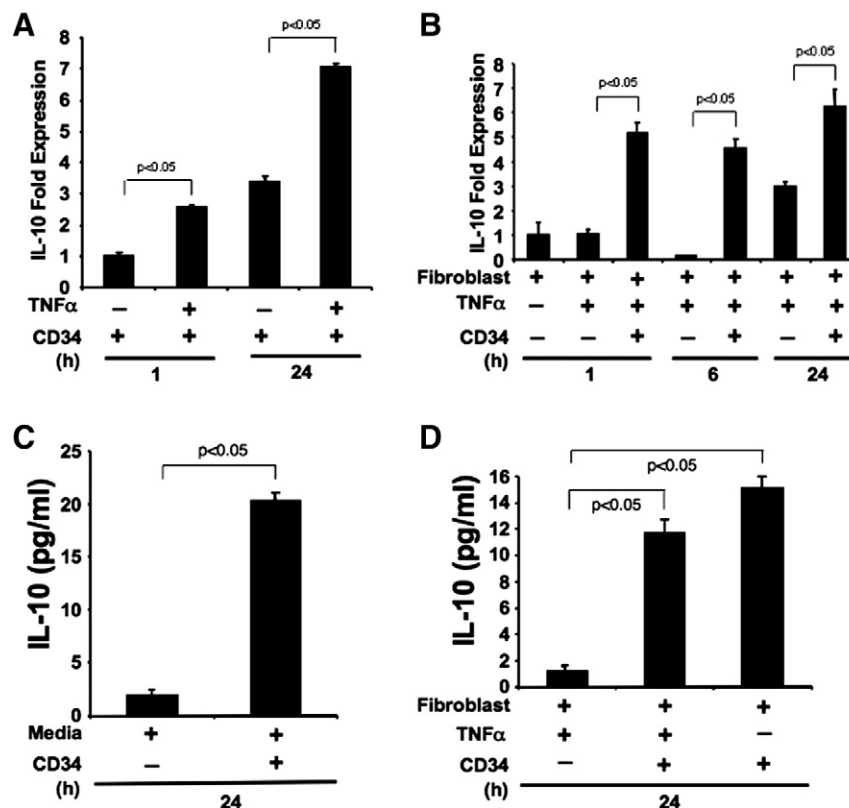 A
p<0.05
p<0.05
IL-10 Fold Expression
8
7
6
5
4
3
2
1
0
TNFα − + − +
CD34 + + + +
(h) 1 24
B
p<0.05
p<0.05
p<0.05
IL-10 Fold Expression
8
7
6
5
4
3
2
1
0
Fibroblast + + + + + + +
TNFα − + + + + + +
CD34 − − + − + − +
(h) 1 6 24
C
p<0.05
IL-10 (pg/ml)
25
20
15
10
5
0
Media + +
CD34 − +
(h) 24
D
p<0.05
p<0.05
IL-10 (pg/ml)
16
14
12
10
8
6
4
2
0
Fibroblast + + +
TNFα + + −
CD34 − + +
(h) 24